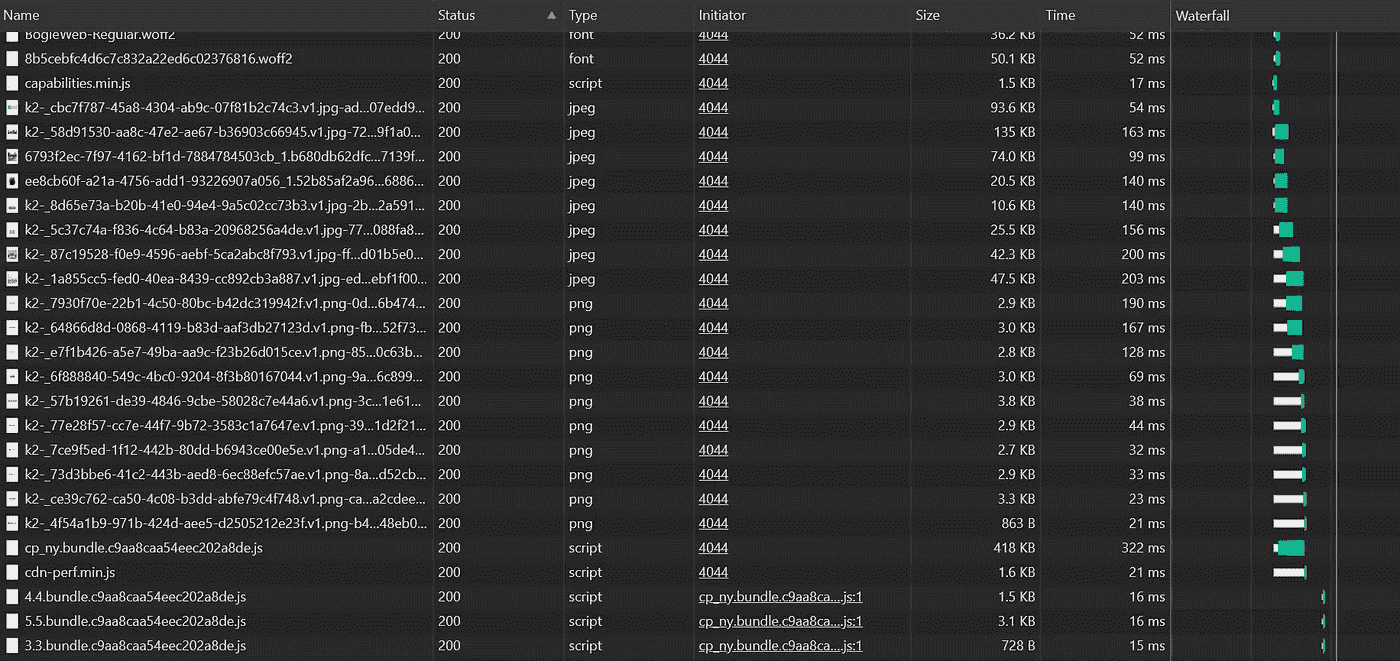 Name Status Type Initiator Size Time Waterfall
BogleWeb-Regular.woff2 200 font 4044 36.2 KB 52 ms
8b5cebfc4d6c7c832a22ed6c02376816.woff2 200 font 4044 50.1 KB 52 ms
capabilities.min.js 200 script 4044 1.5 KB 17 ms
k2-_cbc7f787-45a8-4304-ab9c-07f81b2c74c3.v1.jpg-ad...07edd9... 200 jpeg 4044 93.6 KB 54 ms
k2-_58d91530-aa8c-47e2-ae67-b36903c66945.v1.jpg-72...9f1a0... 200 jpeg 4044 135 KB 163 ms
6793f2ec-7f97-4162-bf1d-7884784503cb_1.b680db62dfc...7139f... 200 jpeg 4044 74.0 KB 99 ms
ee8cb60f-a21a-4756-add1-93226907a056_1.52b85af2a96...6886... 200 jpeg 4044 20.5 KB 140 ms
k2-_8d65e73a-b20b-41e0-94e4-9a5c02cc73b3.v1.jpg-2b...2a591... 200 jpeg 4044 10.6 KB 140 ms
k2-_5c37c74a-f836-4c64-b83a-20968256a4de.v1.jpg-77...088fa8... 200 jpeg 4044 25.5 KB 156 ms
k2-_87c19528-f0e9-4596-aebf-5ca2abc8f793.v1.jpg-ff...d01b5e0... 200 jpeg 4044 42.3 KB 200 ms
k2-_1a855cc5-fed0-40ea-8439-cc892cb3a887.v1.jpg-ed...ebf1f00... 200 jpeg 4044 47.5 KB 203 ms
k2-_7930f70e-22b1-4c50-80bc-b42dc319942f.v1.png-0d...6b474... 200 png 4044 2.9 KB 190 ms
k2-_64866d8d-0868-4119-b83d-aaf3db27123d.v1.png-fb...52f73... 200 png 4044 3.0 KB 167 ms
k2-_e7f1b426-a5e7-49ba-aa9c-f23b26d015ce.v1.png-85...0c63b... 200 png 4044 2.8 KB 128 ms
k2-_6f888840-549c-4bc0-9204-8f3b80167044.v1.png-9a...6c899... 200 png 4044 3.0 KB 69 ms
k2-_57b19261-de39-4846-9cbe-58028c7e44a6.v1.png-3c...1e61... 200 png 4044 3.8 KB 38 ms
k2-_77e28f57-cc7e-44f7-9b72-3583c1a7647e.v1.png-39...1d2f21... 200 png 4044 2.9 KB 44 ms
k2-_7ce9f5ed-1f12-442b-80dd-b6943ce00e5e.v1.png-a1...05de4... 200 png 4044 2.7 KB 32 ms
k2-_73d3bbe6-41c2-443b-aed8-6ec88efc57ae.v1.png-8a...d52cb... 200 png 4044 2.9 KB 33 ms
k2-_ce39c762-ca50-4c08-b3dd-abfe79c4f748.v1.png-ca...a2cdee... 200 png 4044 3.3 KB 23 ms
k2-_4f54a1b9-971b-424d-aee5-d2505212e23f.v1.png-b4...48eb0... 200 png 4044 863 B 21 ms
cp_ny.bundle.c9aa8caa54eec202a8de.js 200 script 4044 418 KB 322 ms
cdn-perf.min.js 200 script 4044 1.6 KB 21 ms
4.4.bundle.c9aa8caa54eec202a8de.js 200 script cp_ny.bundle.c9aa8ca....js:1 1.5 KB 16 ms
5.5.bundle.c9aa8caa54eec202a8de.js 200 script cp_ny.bundle.c9aa8ca....js:1 3.1 KB 16 ms
3.3.bundle.c9aa8caa54eec202a8de.js 200 script cp_ny.bundle.c9aa8ca....js:1 728 B 15 ms